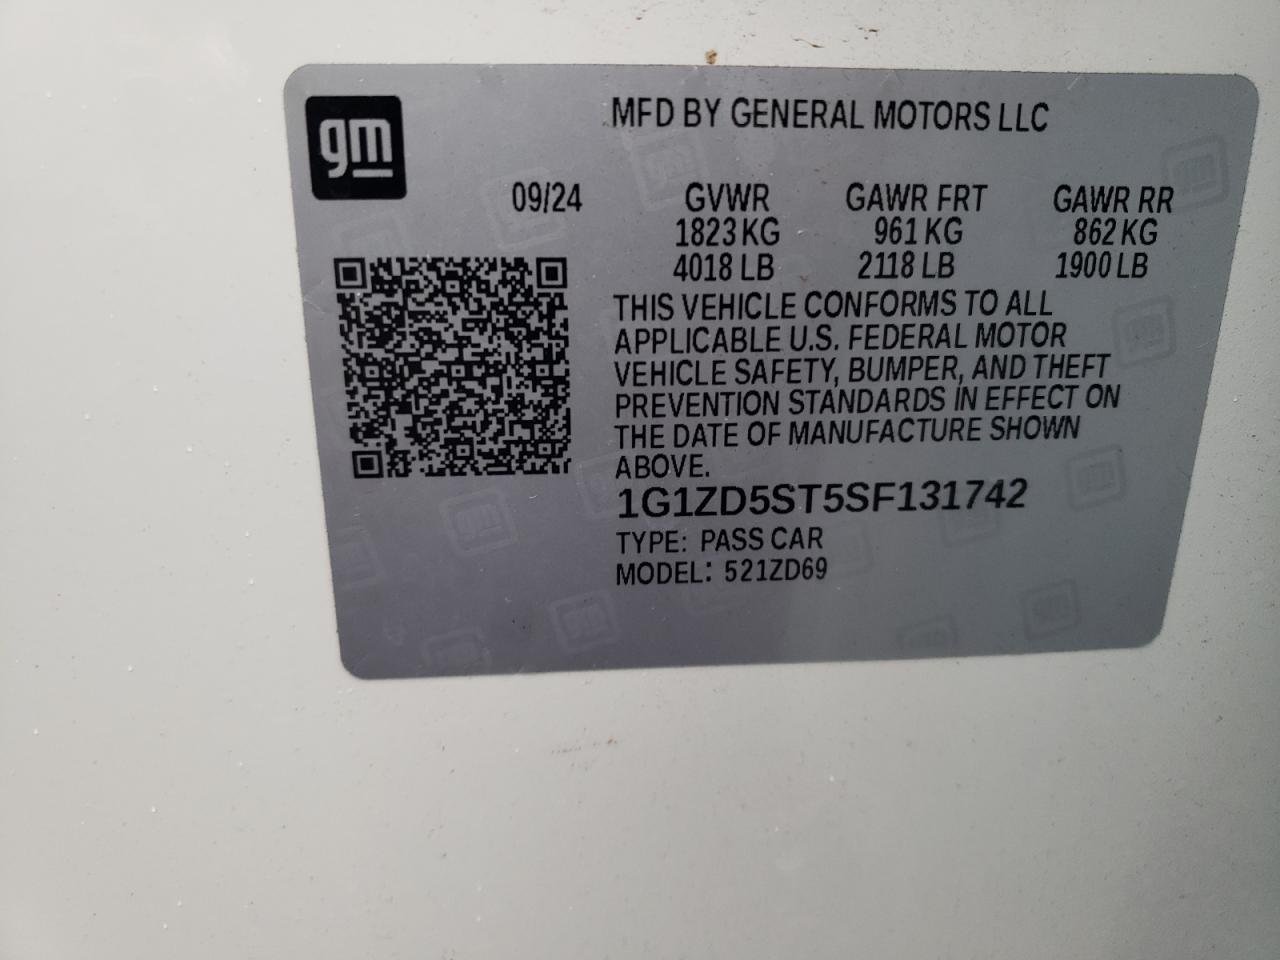 gm
MFD BY GENERAL MOTORS LLC
09/24 GVWR GAWR FRT GAWR RR
1823 KG 961 KG 862 KG
4018 LB 2118 LB 1900 LB
THIS VEHICLE CONFORMS TO ALL
APPLICABLE U.S. FEDERAL MOTOR
VEHICLE SAFETY, BUMPER, AND THEFT
PREVENTION STANDARDS IN EFFECT ON
THE DATE OF MANUFACTURE SHOWN
ABOVE.
1G1ZD5ST5SF131742
TYPE: PASS CAR
MODEL: 521ZD69